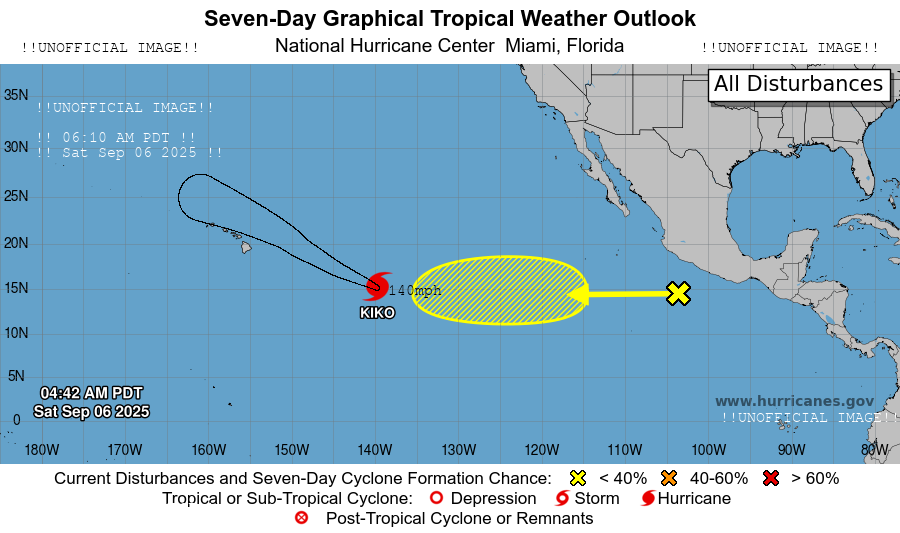 Seven-Day Graphical Tropical Weather Outlook
!!UNOFFICIAL IMAGE!! National Hurricane Center Miami, Florida !!UNOFFICIAL IMAGE!!
All Disturbances
35N
!!UNOFFICIAL IMAGE!!
!! 06:10 AM PDT !!
30N
!! Sat Sep 06 2025 !!
25N
20N
15N
140mph
KIKO
10N
5N
04:42 AM PDT
Sat Sep 06 2025
www.hurricanes.gov
!!UNOFFICIAL IMAGE!!
0
180W 170W 160W 150W 140W 130W 120W 110W 100W 90W 80W
Current Disturbances and Seven-Day Cyclone Formation Chance: < 40% 40-60% > 60%
Tropical or Sub-Tropical Cyclone: Depression Storm Hurricane
Post-Tropical Cyclone or Remnants